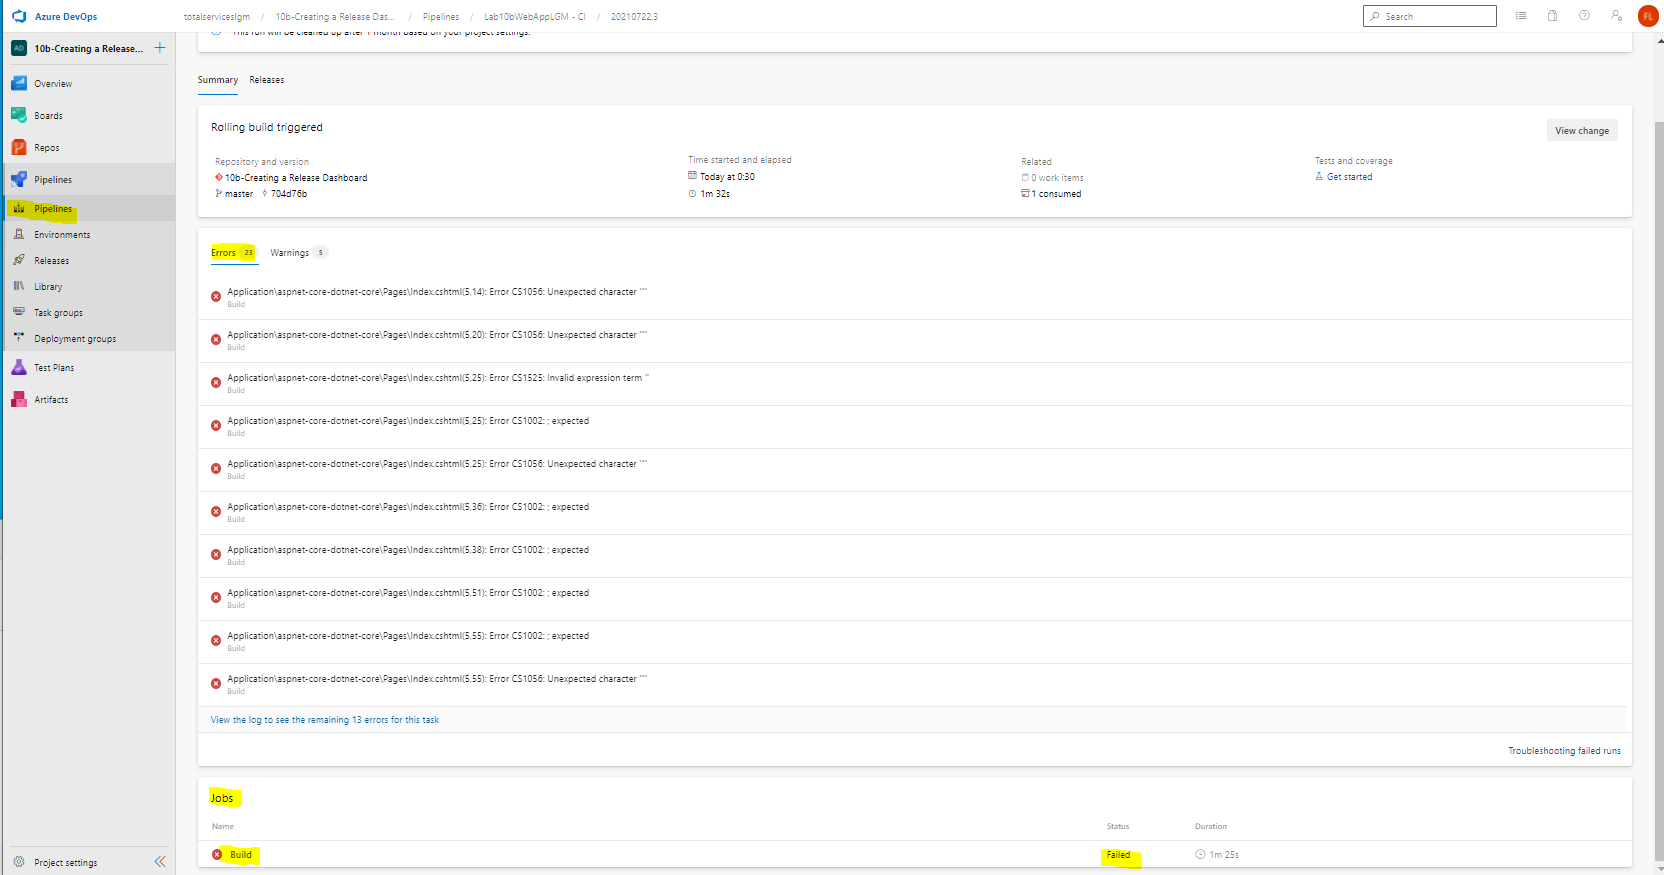 Azure DevOps
totalserviceslgm / 10b-Creating a Release Das... / Pipelines / Lab10bWebAppLGM - CI / 20210722.3
Search
FL
AD 10b-Creating a Release... +
Overview
Boards
Repos
Pipelines
Pipelines
Environments
Releases
Library
Task groups
Deployment groups
Test Plans
Artifacts
Project settings
This run will be cleaned up after 1 month based on your project settings.
Summary Releases
Rolling build triggered
View change
Repository and version
10b-Creating a Release Dashboard
master 704d76b
Time started and elapsed
Today at 0:30
1m 32s
Related
0 work items
1 consumed
Tests and coverage
Get started
Errors 23 Warnings 5
Application\aspnet-core-dotnet-core\Pages\Index.cshtml(5,14): Error CS1056: Unexpected character '"'
Build
Application\aspnet-core-dotnet-core\Pages\Index.cshtml(5,20): Error CS1056: Unexpected character '"'
Build
Application\aspnet-core-dotnet-core\Pages\Index.cshtml(5,25): Error CS1525: Invalid expression term ''
Build
Application\aspnet-core-dotnet-core\Pages\Index.cshtml(5,25): Error CS1002: ; expected
Build
Application\aspnet-core-dotnet-core\Pages\Index.cshtml(5,25): Error CS1056: Unexpected character '"'
Build
Application\aspnet-core-dotnet-core\Pages\Index.cshtml(5,36): Error CS1002: ; expected
Build
Application\aspnet-core-dotnet-core\Pages\Index.cshtml(5,38): Error CS1002: ; expected
Build
Application\aspnet-core-dotnet-core\Pages\Index.cshtml(5,51): Error CS1002: ; expected
Build
Application\aspnet-core-dotnet-core\Pages\Index.cshtml(5,55): Error CS1002: ; expected
Build
Application\aspnet-core-dotnet-core\Pages\Index.cshtml(5,55): Error CS1056: Unexpected character '"'
Build
View the log to see the remaining 13 errors for this task
Troubleshooting failed runs
Jobs
Name Status Duration
Build Failed 1m 25s